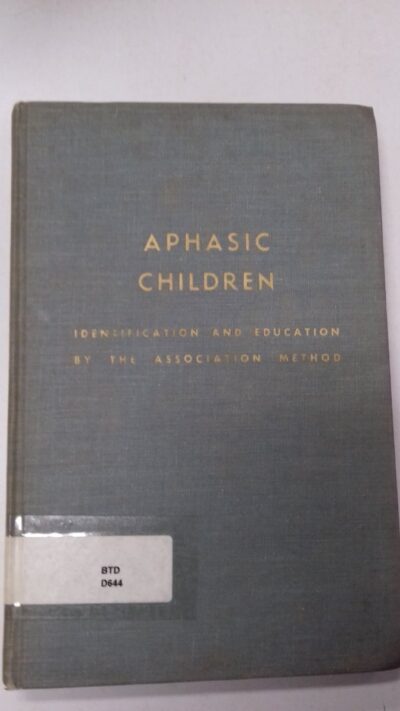 APHASIC
CHILDREN
IDENTIFICATION AND EDUCATION
BY THE ASSOCIATION METHOD
BTD
D644